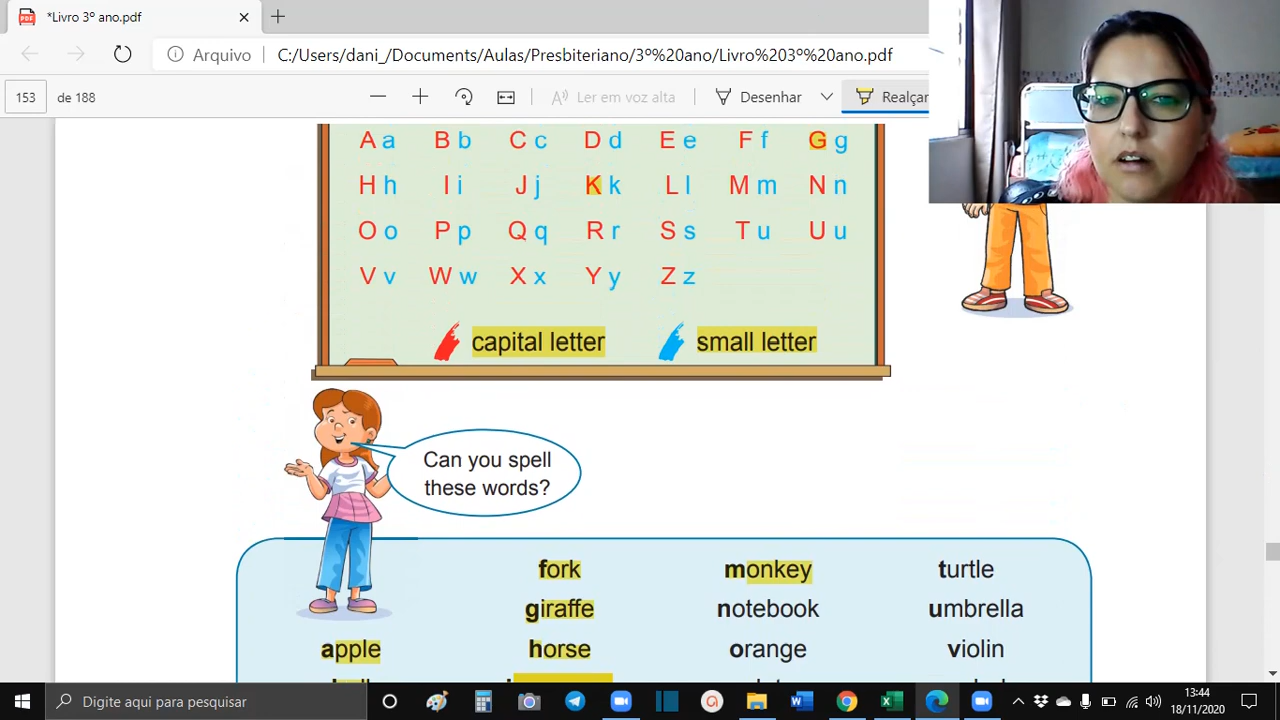 *Livro 3º ano.pdf
Arquivo
C:/Users/dani_/Documents/Aulas/Presbiteriano/3º%20ano/Livro%203º%20ano.pdf
153 de 188
Ler em voz alta
Desenhar
Realçar
A a B b C c D d E e F f G g
H h I i J j K k L l M m N n
O o P p Q q R r S s T u U u
V v W w X x Y y Z z
capital letter small letter
Can you spell
these words?
fork monkey turtle
giraffe notebook umbrella
apple horse orange violin
Digite aqui para pesquisar
13:44
18/11/2020